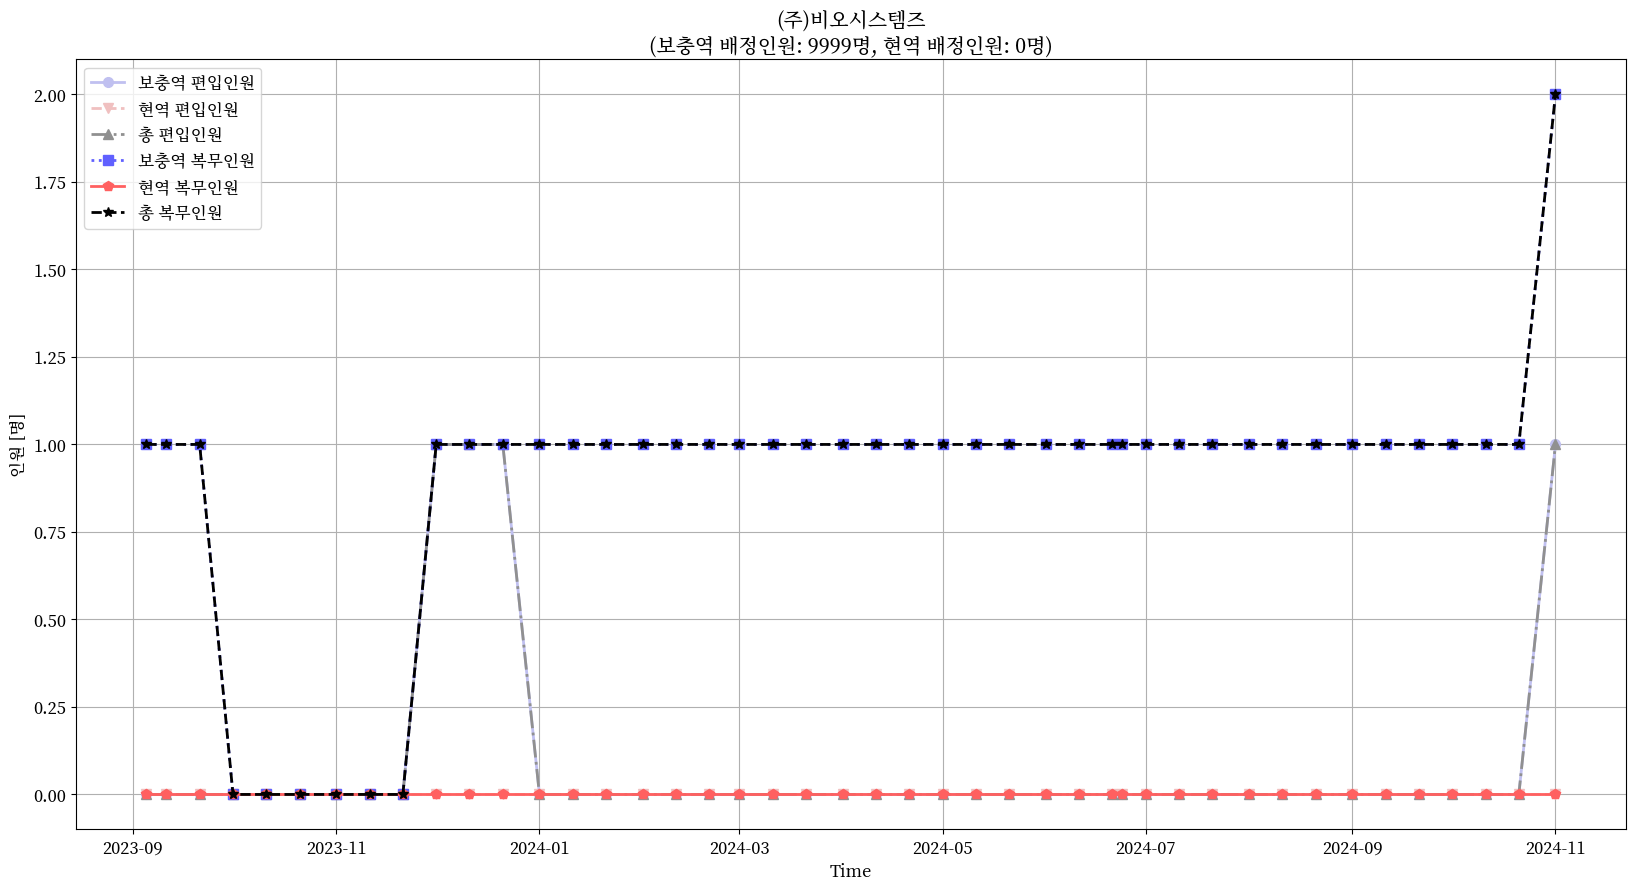 (주)비오시스템즈
(보충역 배정인원: 9999명, 현역 배정인원: 0명)
보충역 편입인원
현역 편입인원
총 편입인원
보충역 복무인원
현역 복무인원
총 복무인원
2.00
1.75
1.50
1.25
1.00
0.75
0.50
0.25
0.00
인원 [명]
2023-09 2023-11 2024-01 2024-03 2024-05 2024-07 2024-09 2024-11
Time